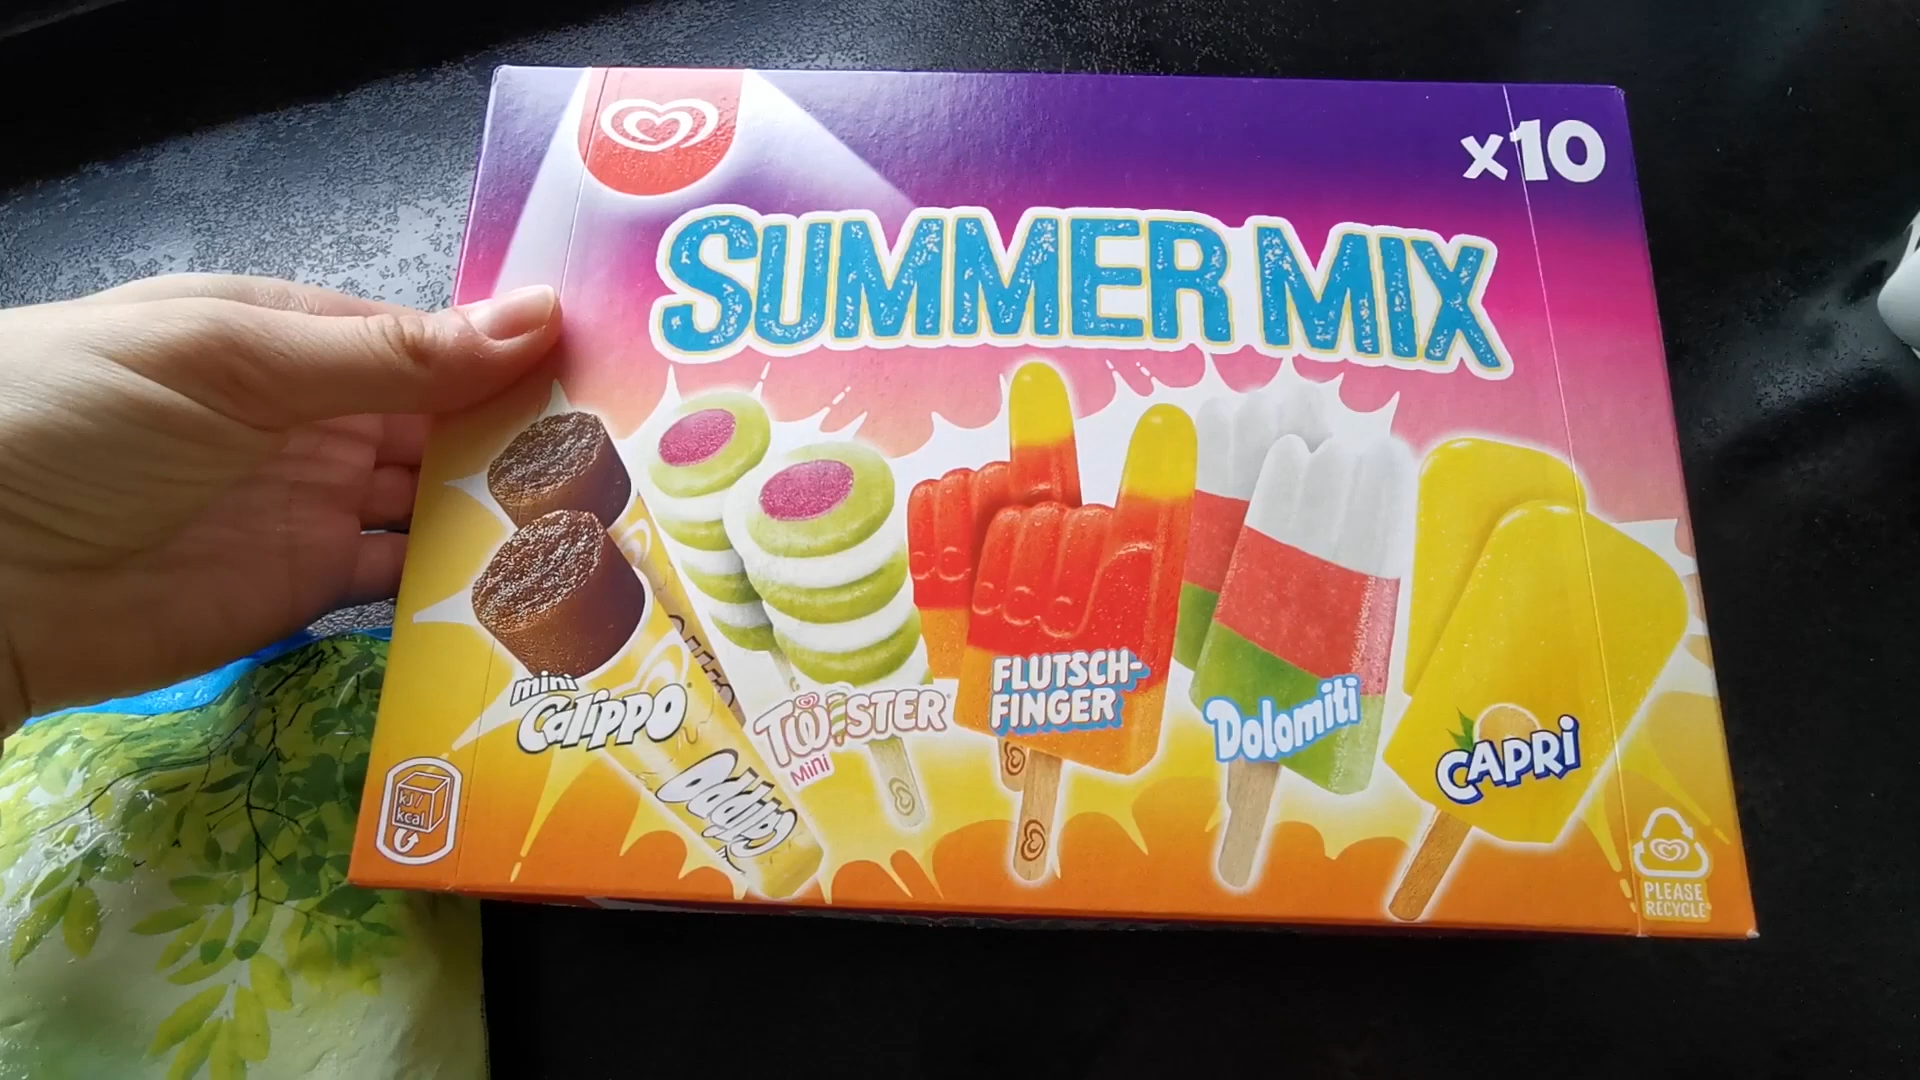 x10
SUMMER MIX
mini
Calippo
Calippo
TWISTER
Mini
FLUTSCH-
FINGER
Dolomiti
CAPRI
kJ/
kcal
PLEASE
RECYCLE